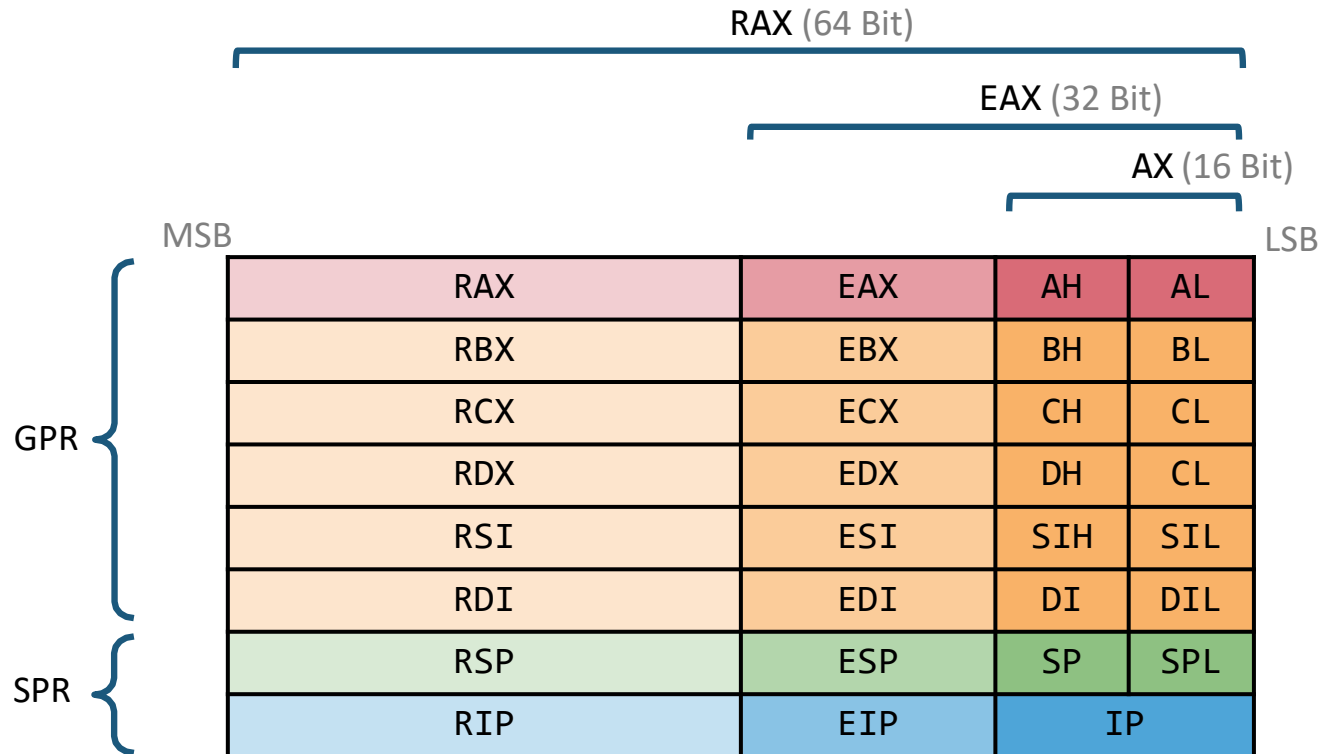 RAX (64 Bit)
EAX (32 Bit)
AX (16 Bit)
MSB LSB
RAX EAX AH AL
RBX EBX BH BL
RCX ECX CH CL
GPR
RDX EDX DH CL
RSI ESI SIH SIL
RDI EDI DI DIL
RSP ESP SP SPL
SPR
RIP EIP IP